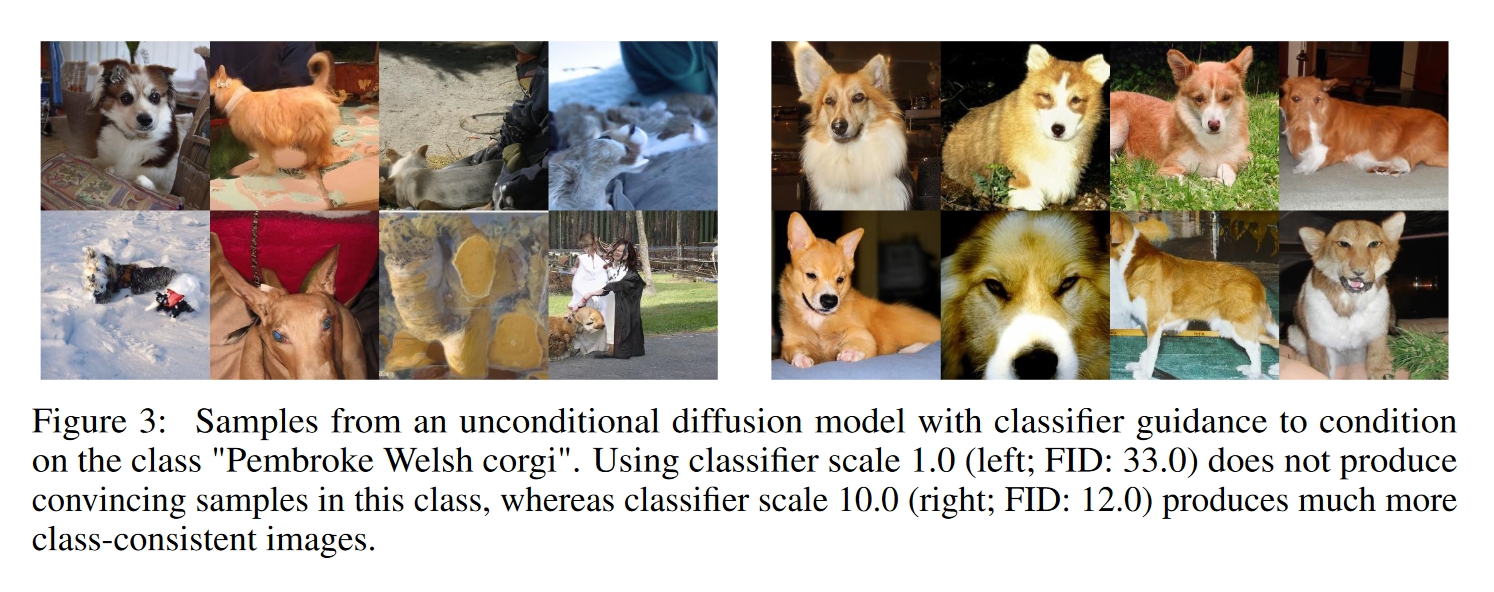 Figure 3: Samples from an unconditional diffusion model with classifier guidance to condition
on the class "Pembroke Welsh corgi". Using classifier scale 1.0 (left; FID: 33.0) does not produce
convincing samples in this class, whereas classifier scale 10.0 (right; FID: 12.0) produces much more
class-consistent images.